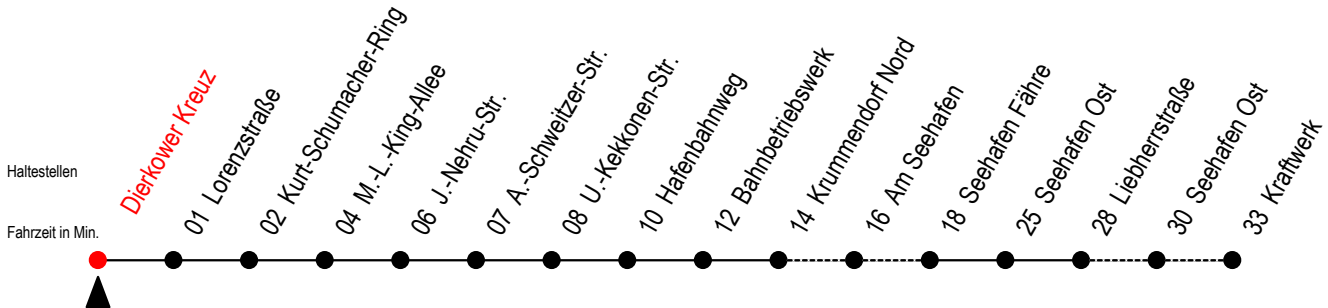 Haltestellen
Fahrzeit in Min.
Dierkower Kreuz
01 Lorenzstraße
02 Kurt-Schumacher-Ring
04 M.-L.-King-Allee
06 J.-Nehru-Str.
07 A.-Schweitzer-Str.
08 U.-Kekkonen-Str.
10 Hafenbahnweg
12 Bahnbetriebswerk
14 Krummendorf Nord
16 Am Seehafen
18 Seehafen Fähre
25 Seehafen Ost
28 Liebherrstraße
30 Seehafen Ost
33 Kraftwerk